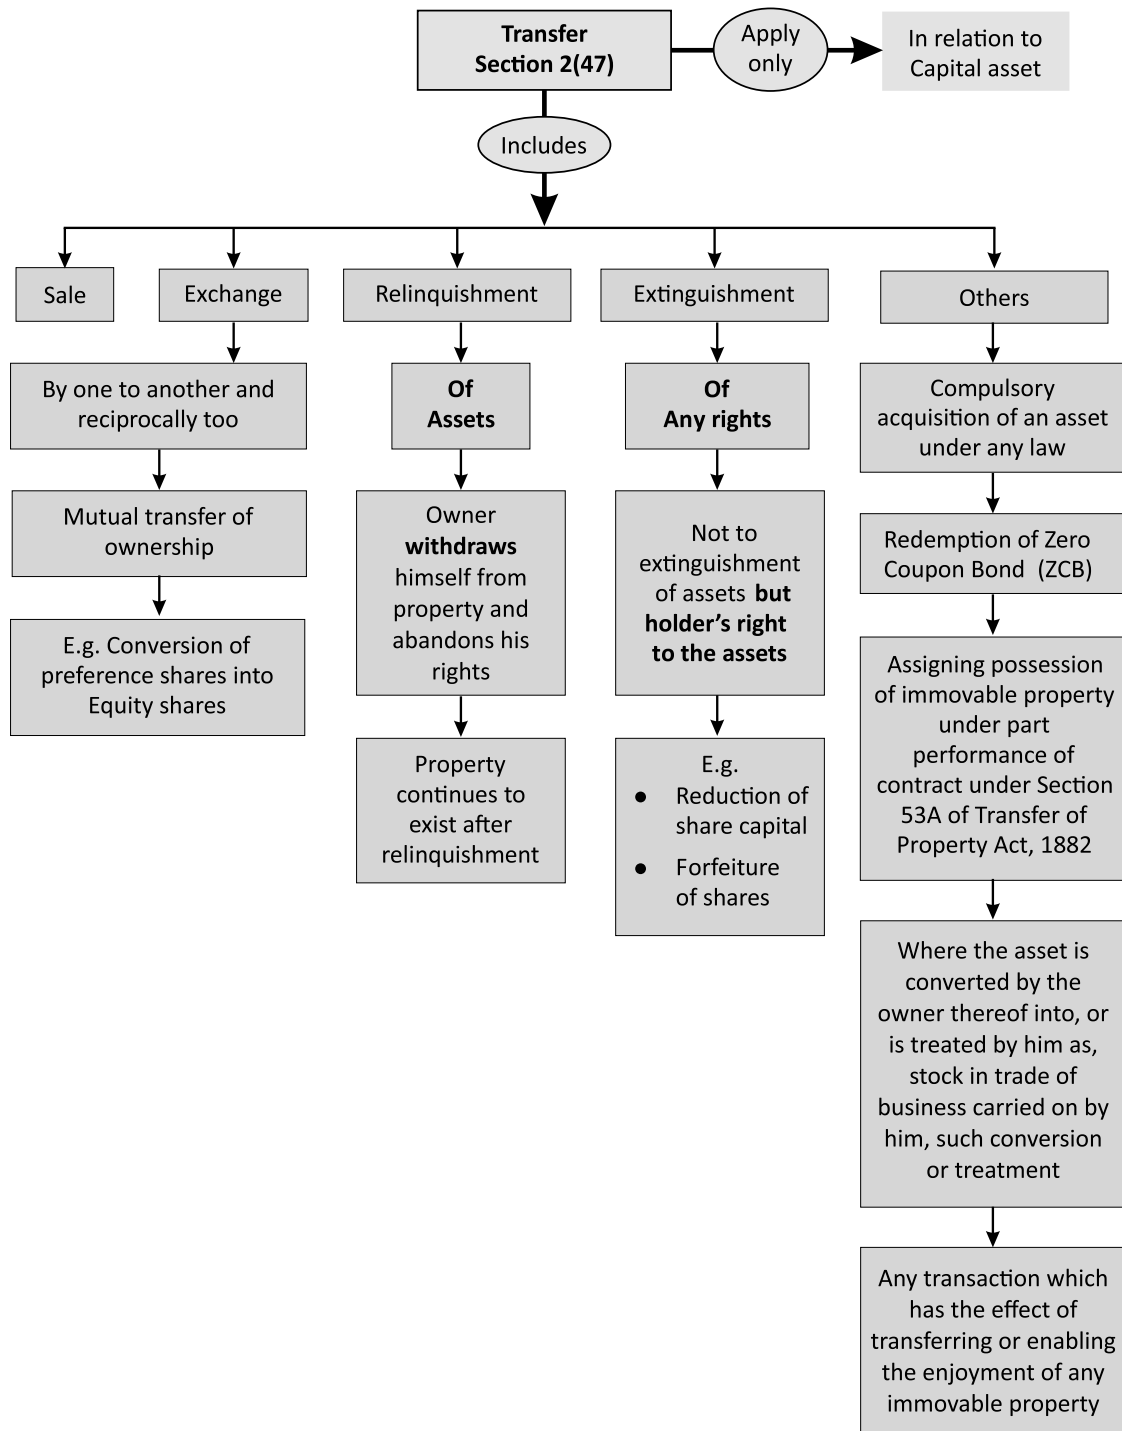 Transfer
Section 2(47)
Apply
only
In relation to
Capital asset
Includes
Sale
Exchange
By one to another and
reciprocally too
Mutual transfer of
ownership
E.g. Conversion of
preference shares into
Equity shares
Relinquishment
Of
Assets
Owner
withdraws
himself from
property and
abandons his
rights
Property
continues to
exist after
relinquishment
Extinguishment
Of
Any rights
Not to
extinguishment
of assets but
holder’s right
to the assets
E.g.
● Reduction of
share capital
● Forfeiture
of shares
Others
Compulsory
acquisition of an asset
under any law
Redemption of Zero
Coupon Bond (ZCB)
Assigning possession
of immovable property
under part
performance of
contract under Section
53A of Transfer of
Property Act, 1882
Where the asset is
converted by the
owner thereof into, or
is treated by him as,
stock in trade of
business carried on by
him, such conversion
or treatment
Any transaction which
has the effect of
transferring or enabling
the enjoyment of any
immovable property